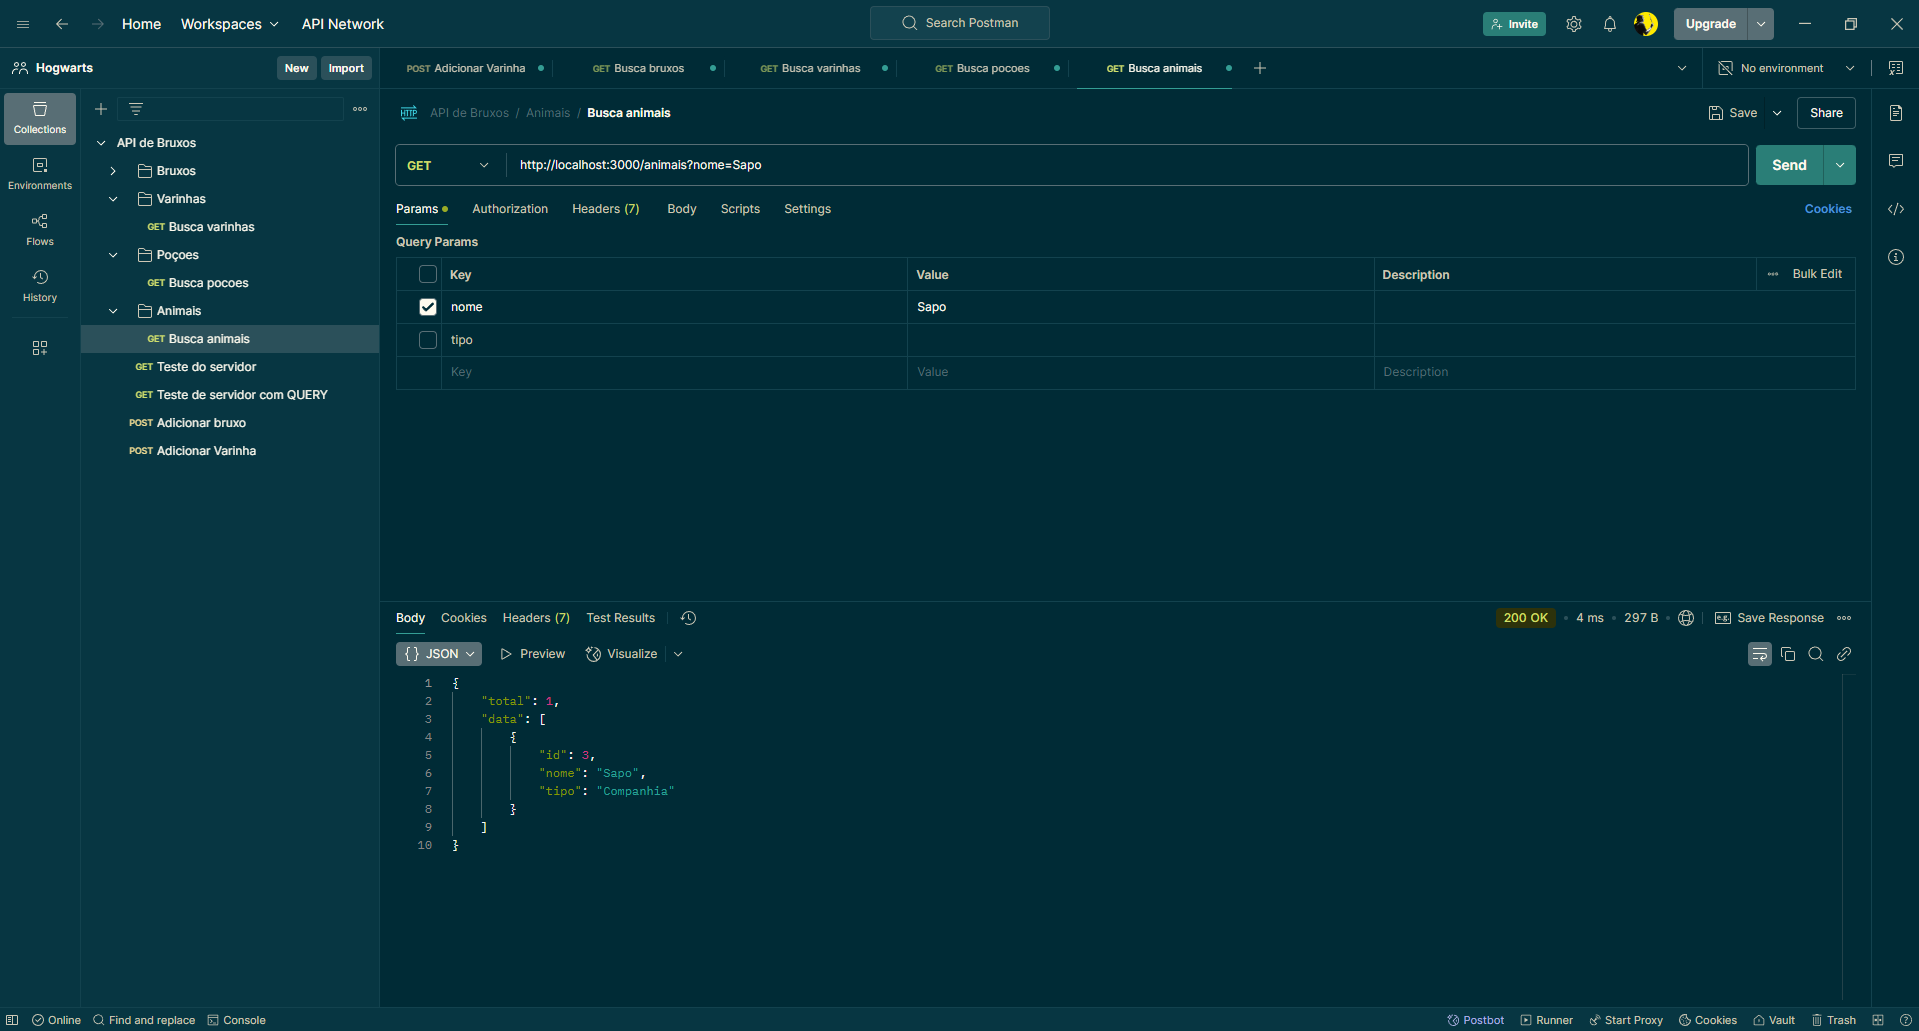 Home
Workspaces
API Network
Search Postman
Invite
Upgrade
Hogwarts
New
Import
POST Adicionar Varinha
GET Busca bruxos
GET Busca varinhas
GET Busca pocoes
GET Busca animais
No environment
Collections
Environments
Flows
History
API de Bruxos
Bruxos
Varinhas
GET Busca varinhas
Poçoes
GET Busca pocoes
Animais
GET Busca animais
GET Teste do servidor
GET Teste de servidor com QUERY
POST Adicionar bruxo
POST Adicionar Varinha
HTTP API de Bruxos / Animais / Busca animais
Save
Share
GET http://localhost:3000/animais?nome=Sapo
Send
Params Authorization Headers (7) Body Scripts Settings
Cookies
Query Params
Key Value Description Bulk Edit
nome Sapo
tipo
Key Value Description
Body Cookies Headers (7) Test Results
200 OK 4 ms 297 B e.g. Save Response
{} JSON Preview Visualize
1 {
2 "total": 1,
3 "data": [
4 {
5 "id": 3,
6 "nome": "Sapo",
7 "tipo": "Companhia"
8 }
9 ]
10 }
Online Find and replace Console
Postbot Runner Start Proxy Cookies Vault Trash